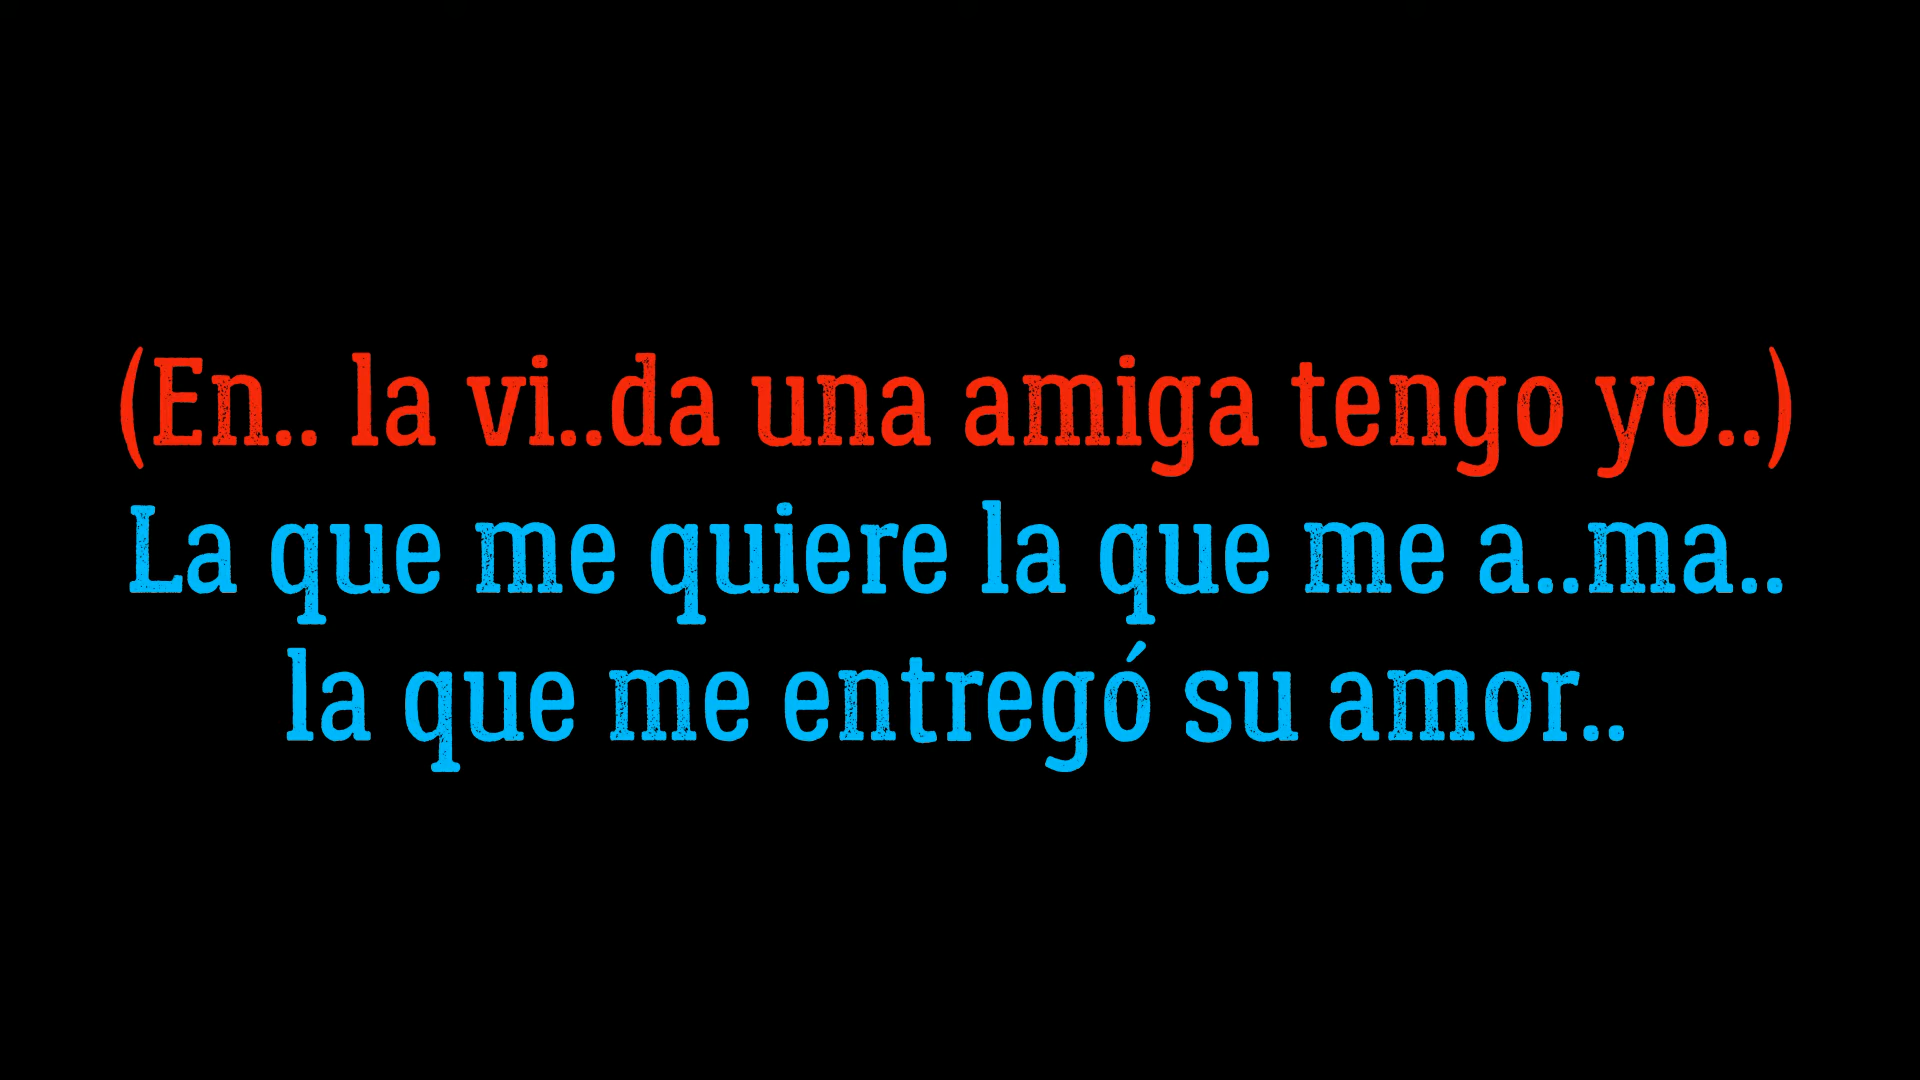 (En.. la vi..da una amiga tengo yo..)
La que me quiere la que me a..ma..
la que me entregó su amor..